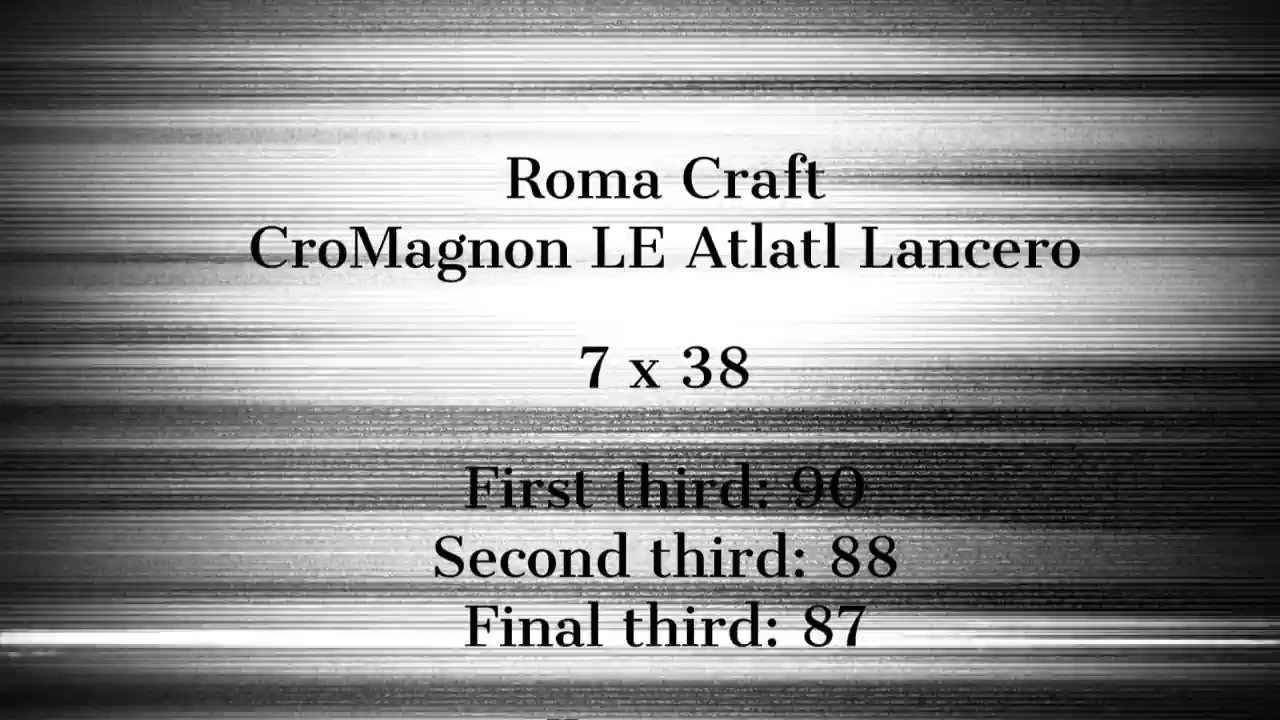 Roma Craft
CroMagnon LE Atlatl Lancero
7 x 38
First third: 90
Second third: 88
Final third: 87